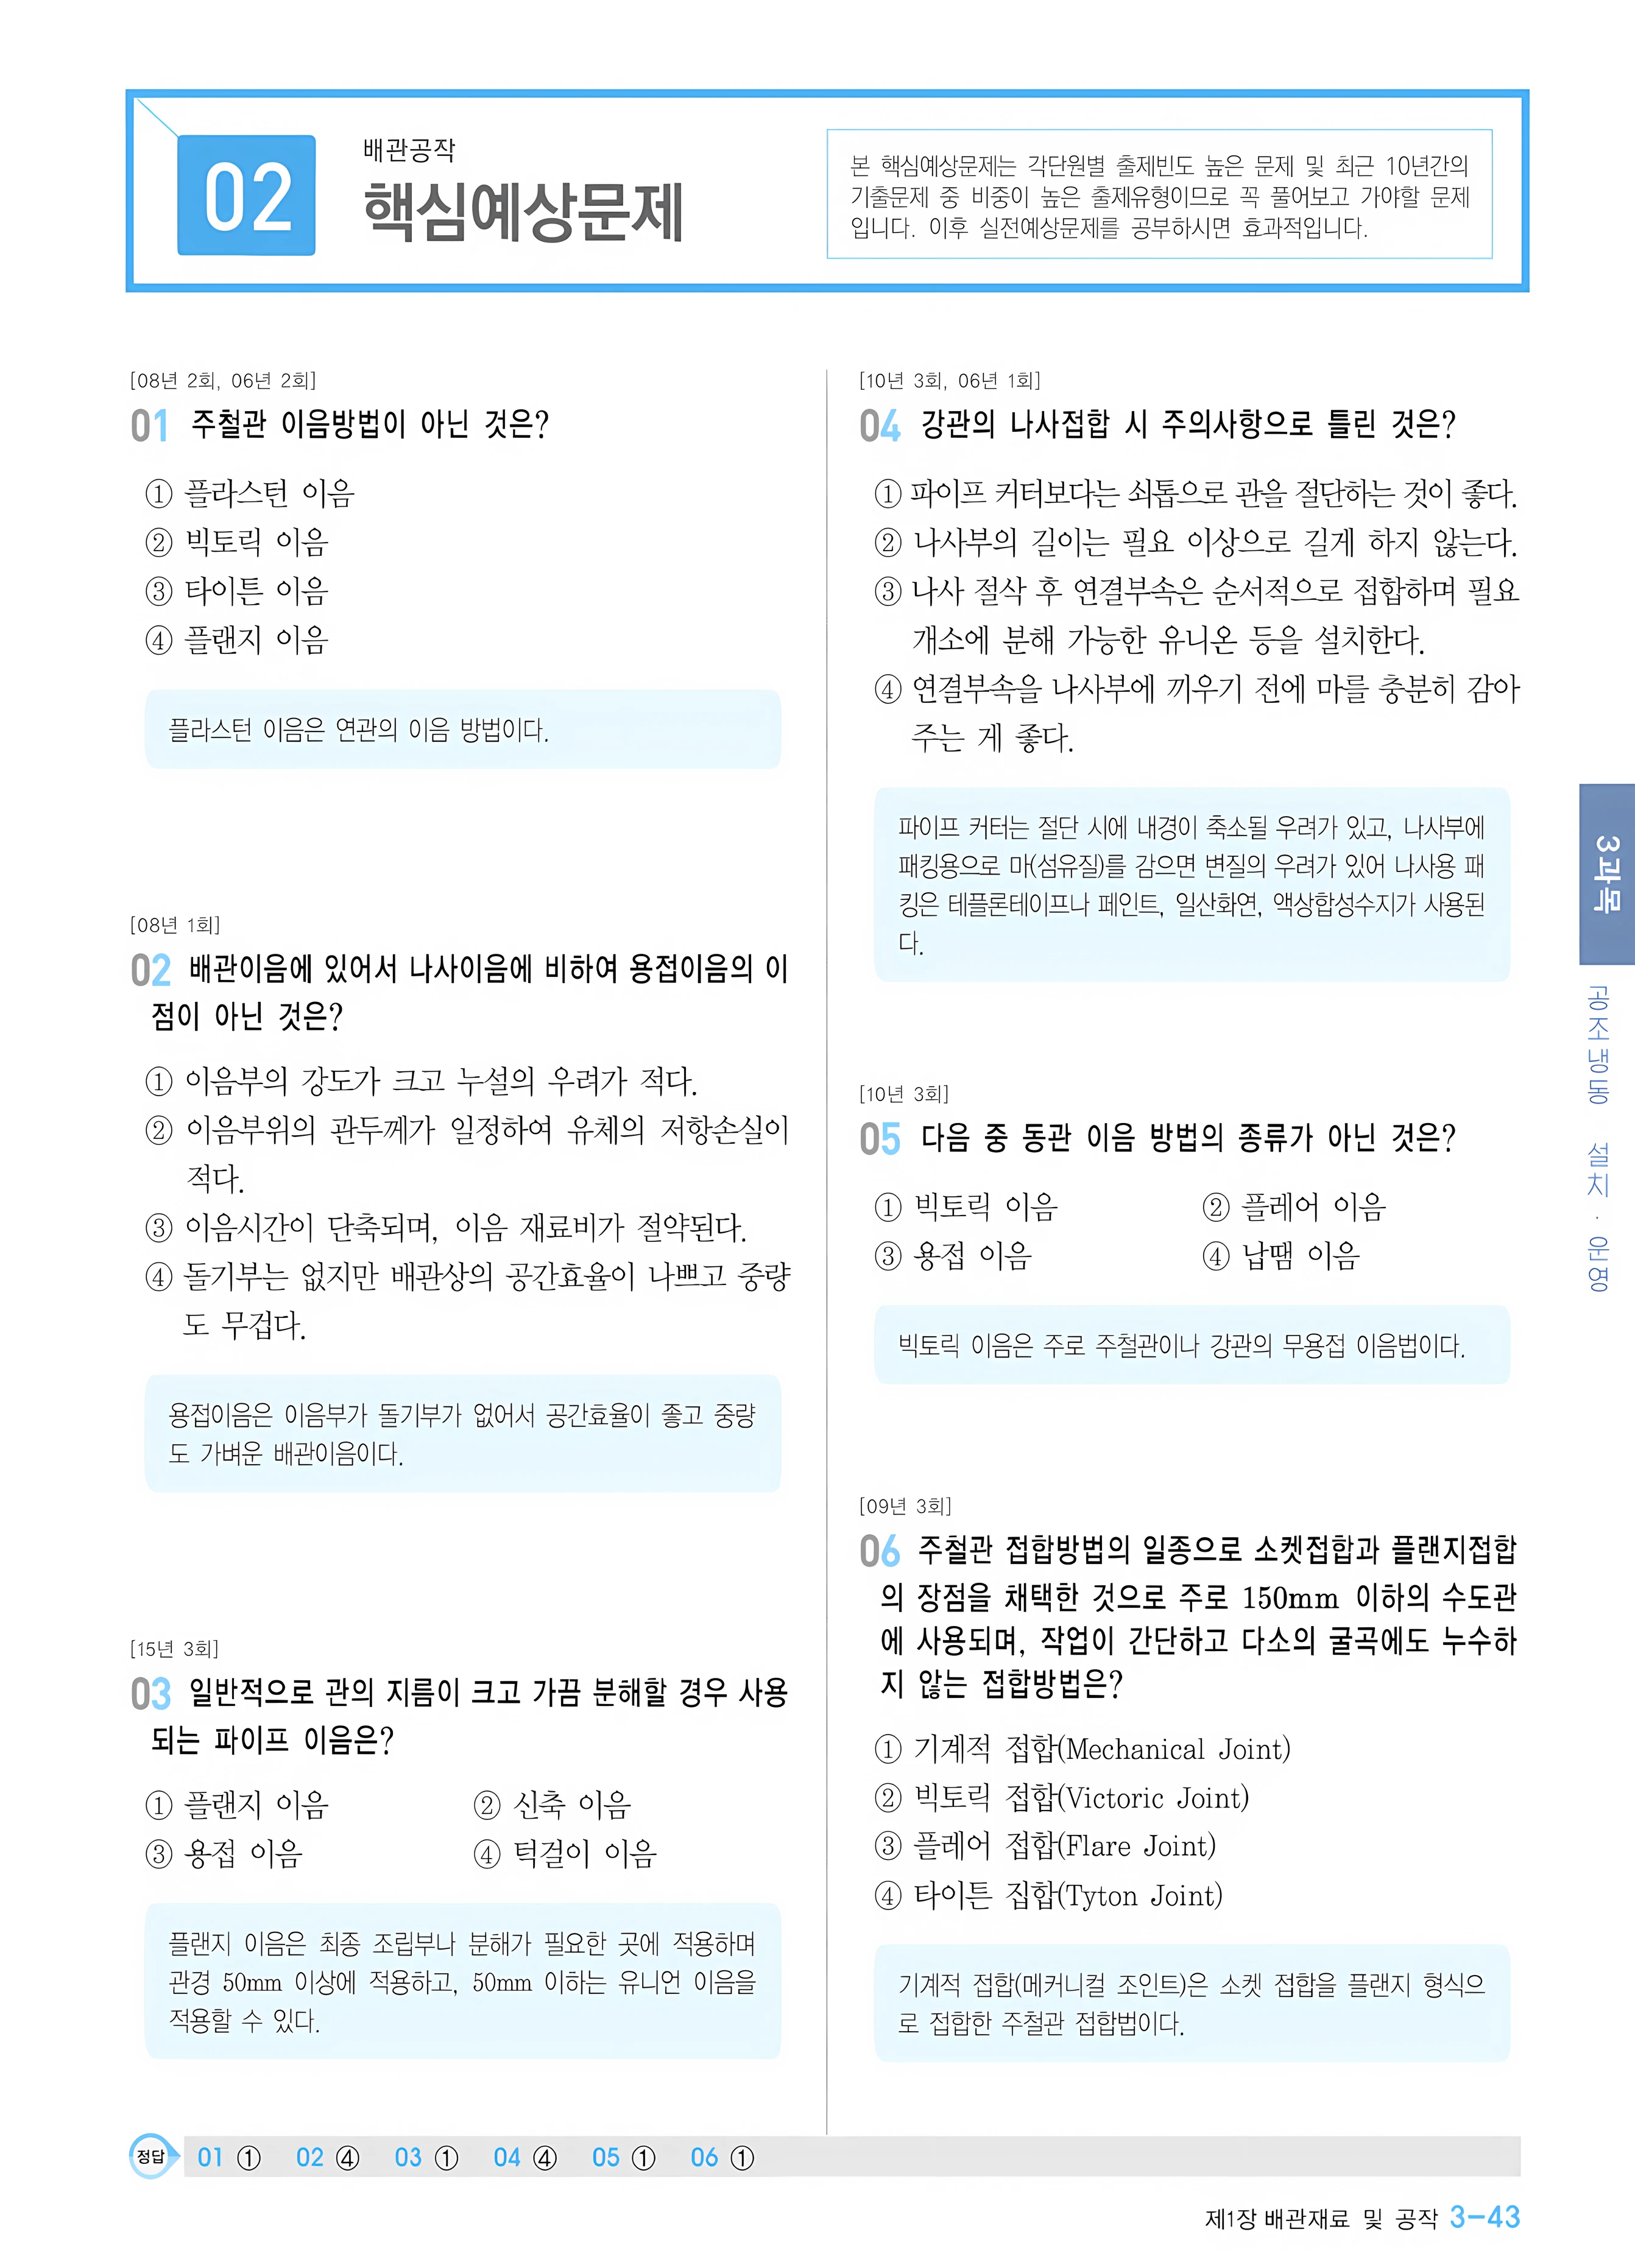 02
배관공작
핵심예상문제
본 핵심예상문제는 각단원별 출제빈도 높은 문제 및 최근 10년간의
기출문제 중 비중이 높은 출제유형이므로 꼭 풀어보고 가야할 문제
입니다. 이후 실전예상문제를 공부하시면 효과적입니다.
[08년 2회, 06년 2회]
01 주철관 이음방법이 아닌 것은?
① 플라스턴 이음
② 빅토릭 이음
③ 타이튼 이음
④ 플랜지 이음
플라스턴 이음은 연관의 이음 방법이다.
[08년 1회]
02 배관이음에 있어서 나사이음에 비하여 용접이음의 이
점이 아닌 것은?
① 이음부의 강도가 크고 누설의 우려가 적다.
② 이음부위의 관두께가 일정하여 유체의 저항손실이
적다.
③ 이음시간이 단축되며, 이음 재료비가 절약된다.
④ 돌기부는 없지만 배관상의 공간효율이 나쁘고 중량
도 무겁다.
용접이음은 이음부가 돌기부가 없어서 공간효율이 좋고 중량
도 가벼운 배관이음이다.
[15년 3회]
03 일반적으로 관의 지름이 크고 가끔 분해할 경우 사용
되는 파이프 이음은?
① 플랜지 이음 ② 신축 이음
③ 용접 이음 ④ 턱걸이 이음
플랜지 이음은 최종 조립부나 분해가 필요한 곳에 적용하며
관경 50mm 이상에 적용하고, 50mm 이하는 유니언 이음을
적용할 수 있다.
[10년 3회, 06년 1회]
04 강관의 나사접합 시 주의사항으로 틀린 것은?
① 파이프 커터보다는 쇠톱으로 관을 절단하는 것이 좋다.
② 나사부의 길이는 필요 이상으로 길게 하지 않는다.
③ 나사 절삭 후 연결부속은 순서적으로 접합하며 필요
개소에 분해 가능한 유니온 등을 설치한다.
④ 연결부속을 나사부에 끼우기 전에 마를 충분히 감아
주는 게 좋다.
파이프 커터는 절단 시에 내경이 축소될 우려가 있고, 나사부에
패킹용으로 마(섬유질)를 감으면 변질의 우려가 있어 나사용 패
킹은 테플론테이프나 페인트, 일산화연, 액상합성수지가 사용된
다.
[10년 3회]
05 다음 중 동관 이음 방법의 종류가 아닌 것은?
① 빅토릭 이음 ② 플레어 이음
③ 용접 이음 ④ 납땜 이음
빅토릭 이음은 주로 주철관이나 강관의 무용접 이음법이다.
[09년 3회]
06 주철관 접합방법의 일종으로 소켓접합과 플랜지접합
의 장점을 채택한 것으로 주로 150mm 이하의 수도관
에 사용되며, 작업이 간단하고 다소의 굴곡에도 누수하
지 않는 접합방법은?
① 기계적 접합(Mechanical Joint)
② 빅토릭 접합(Victoric Joint)
③ 플레어 접합(Flare Joint)
④ 타이튼 집합(Tyton Joint)
기계적 접합(메커니컬 조인트)은 소켓 접합을 플랜지 형식으
로 접합한 주철관 접합법이다.
3과목
공조냉동 설치·운영
정답 01 ① 02 ④ 03 ① 04 ④ 05 ① 06 ①
제1장 배관재료 및 공작 3-43